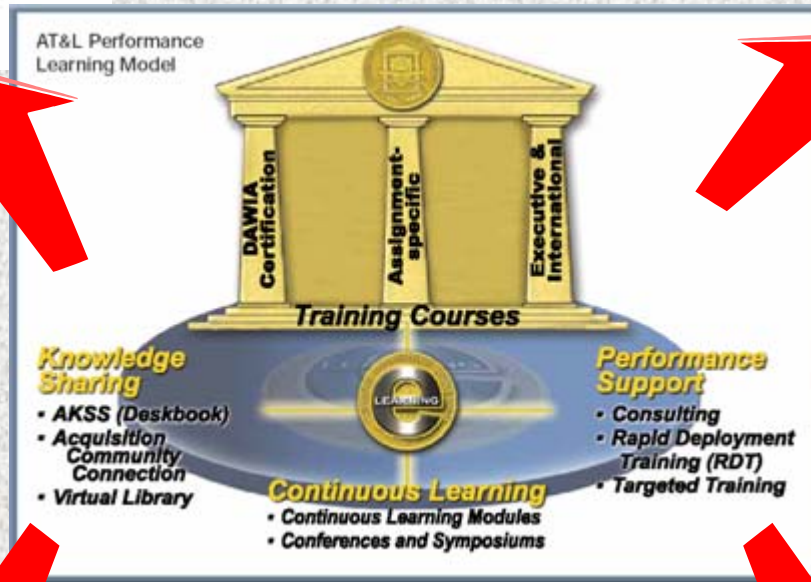 AT&L Performance
Learning Model
DAWIA
Certification
Assignment-
specific
Executive &
International
Training Courses
Knowledge
Sharing
• AKSS (Deskbook)
• Acquisition
Community
Connection
• Virtual Library
e
LEARNING
Performance
Support
• Consulting
• Rapid Deployment
Training (RDT)
• Targeted Training
Continuous Learning
• Continuous Learning Modules
• Conferences and Symposiums